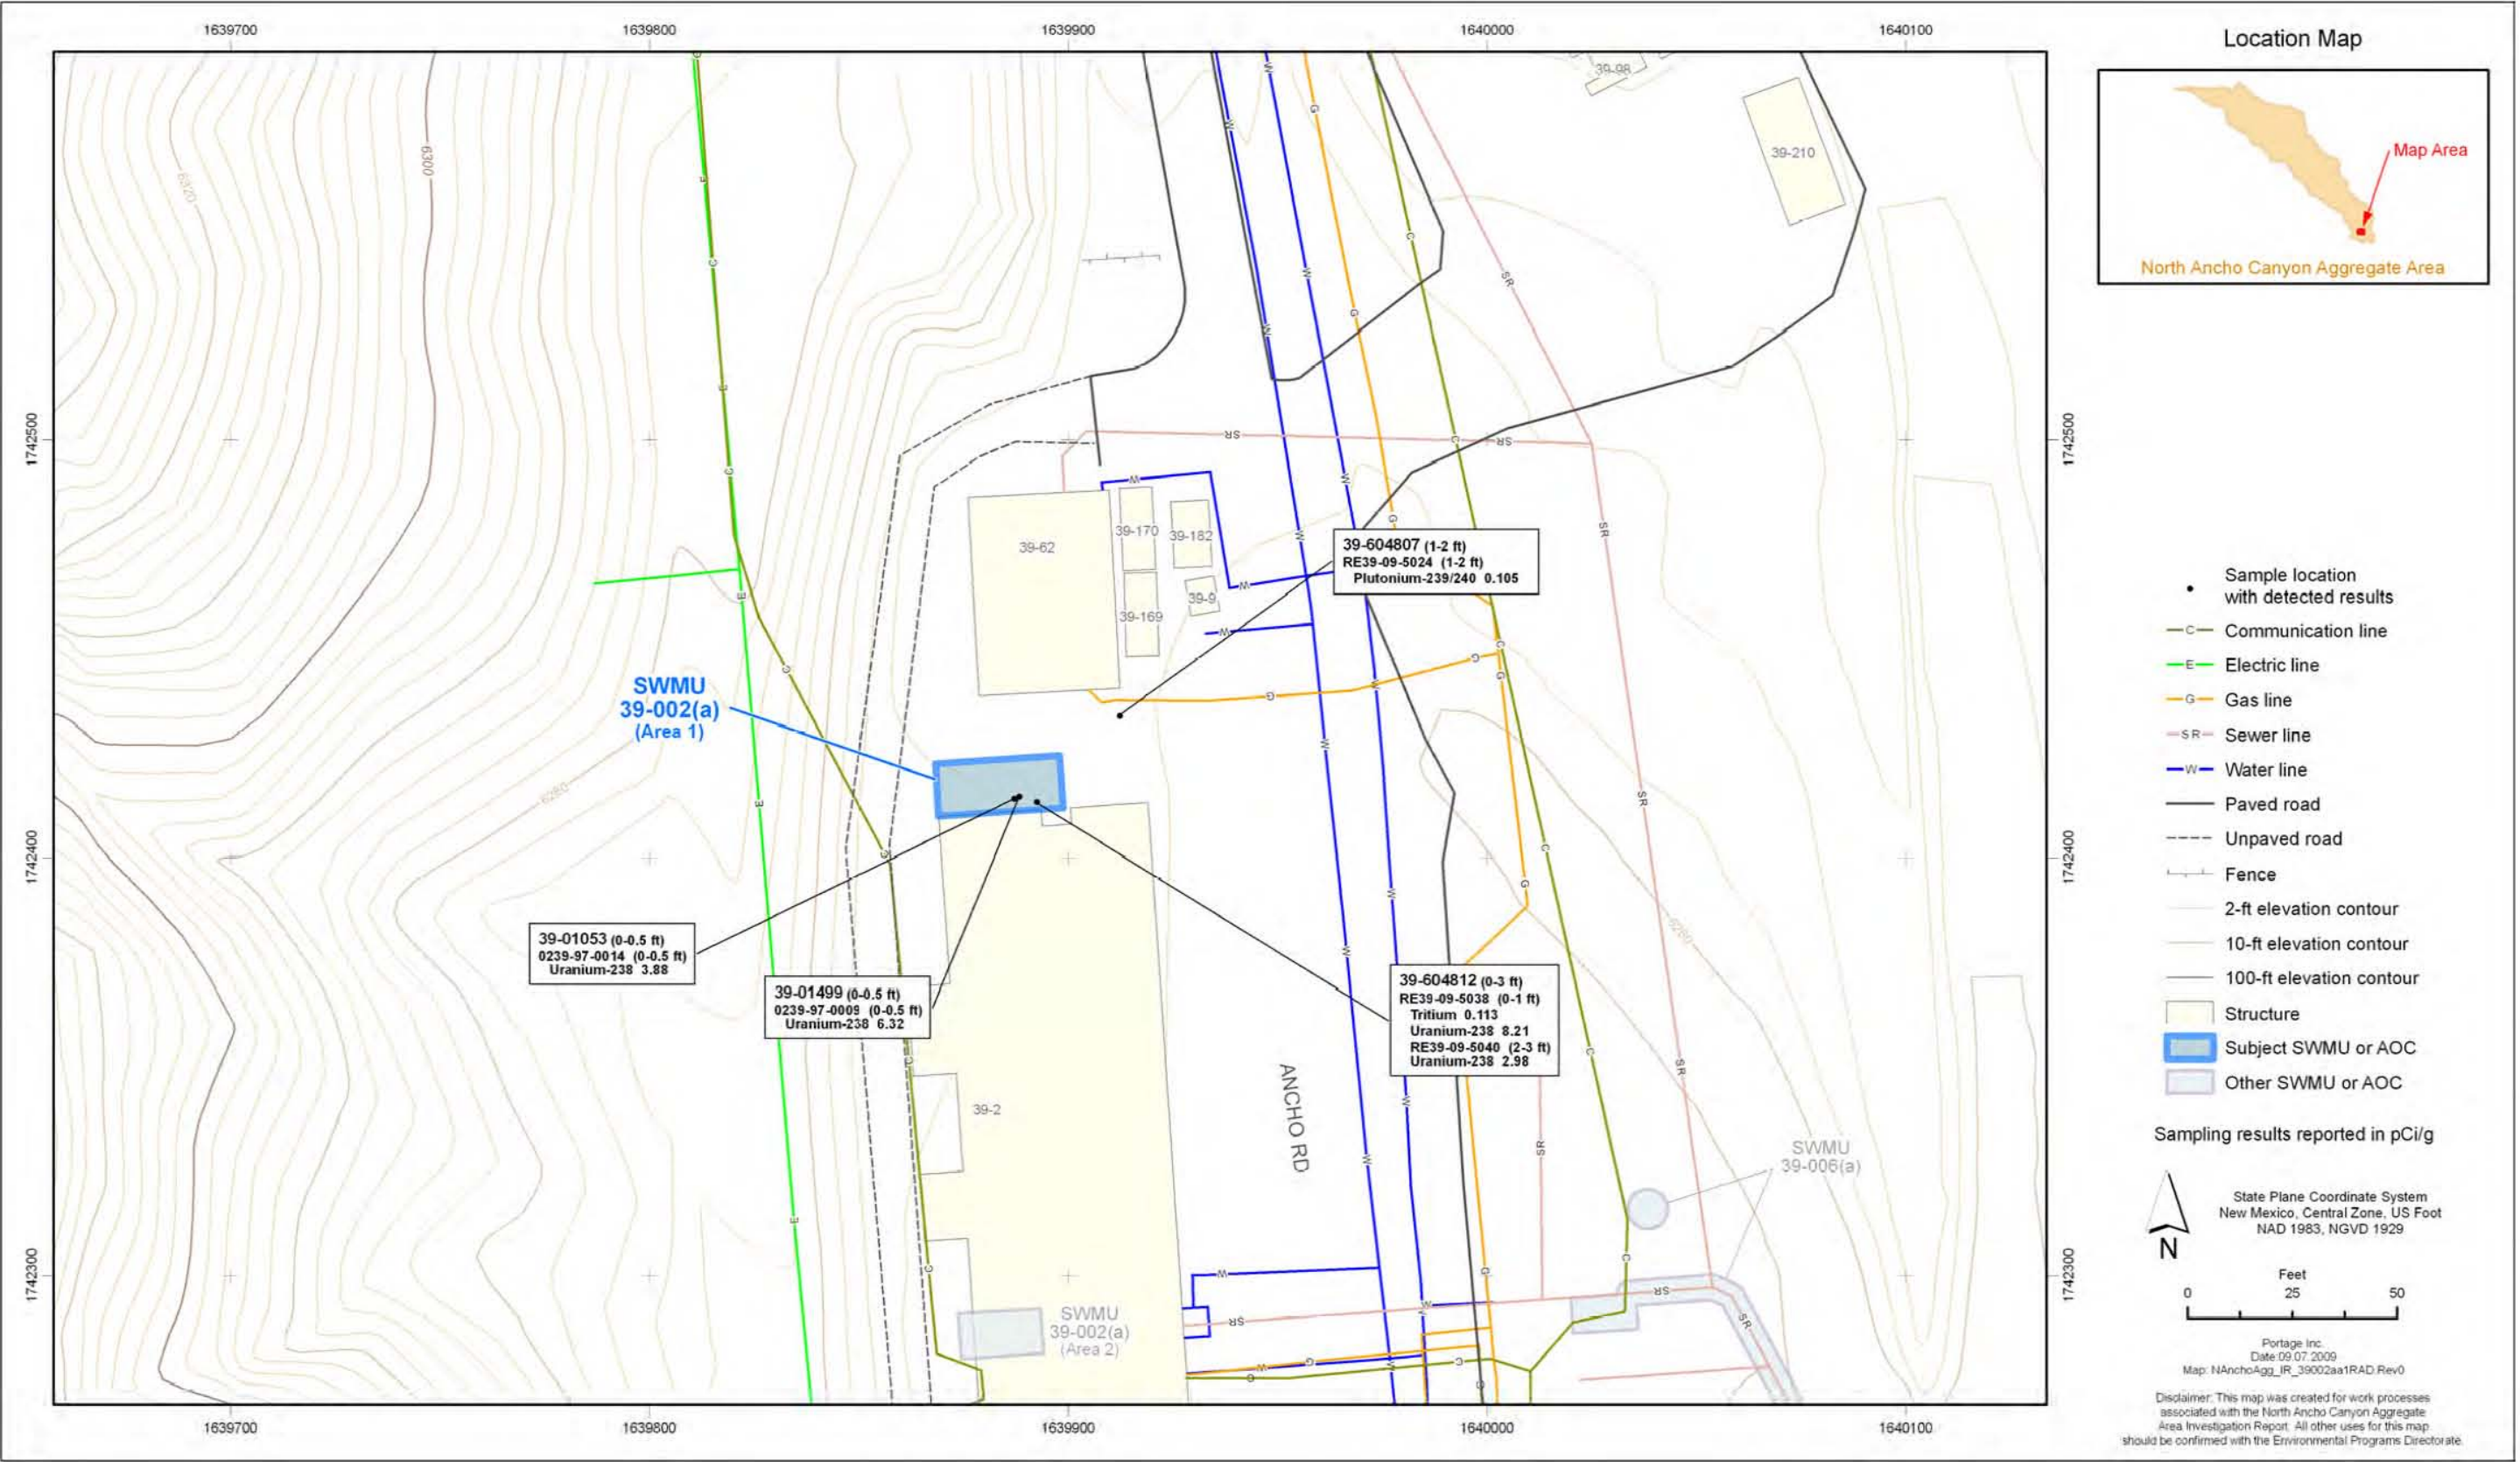 1639700
1639800
1639900
1640000
1640100
Location Map
Map Area
North Ancho Canyon Aggregate Area
39-98
39-210
6320
6300
1742500
1742500
39-62
39-170
39-182
39-169
39-9
39-604807 (1-2 ft)
RE39-09-5024 (1-2 ft)
Plutonium-239/240 0.105
SWMU
39-002(a)
(Area 1)
6280
1742400
1742400
6280
39-01053 (0-0.5 ft)
0239-97-0014 (0-0.5 ft)
Uranium-238 3.88
39-01499 (0-0.5 ft)
0239-97-0009 (0-0.5 ft)
Uranium-238 6.32
39-604812 (0-3 ft)
RE39-09-5038 (0-1 ft)
Tritium 0.113
Uranium-238 8.21
RE39-09-5040 (2-3 ft)
Uranium-238 2.98
39-2
ANCHO RD
SWMU
39-006(a)
1742300
1742300
SWMU
39-002(a)
(Area 2)
1639700
1639800
1639900
1640000
1640100
Sample location
with detected results
C Communication line
E Electric line
G Gas line
SR Sewer line
W Water line
Paved road
Unpaved road
Fence
2-ft elevation contour
10-ft elevation contour
100-ft elevation contour
Structure
Subject SWMU or AOC
Other SWMU or AOC
Sampling results reported in pCi/g
N
State Plane Coordinate System
New Mexico, Central Zone, US Foot
NAD 1983, NGVD 1929
Feet
0 25 50
Portage Inc.
Date:09.07.2009
Map: NAnchoAgg_IR_39002aa1RAD.Rev0
Disclaimer: This map was created for work processes
associated with the North Ancho Canyon Aggregate
Area Investigation Report. All other uses for this map
should be confirmed with the Environmental Programs Directorate.